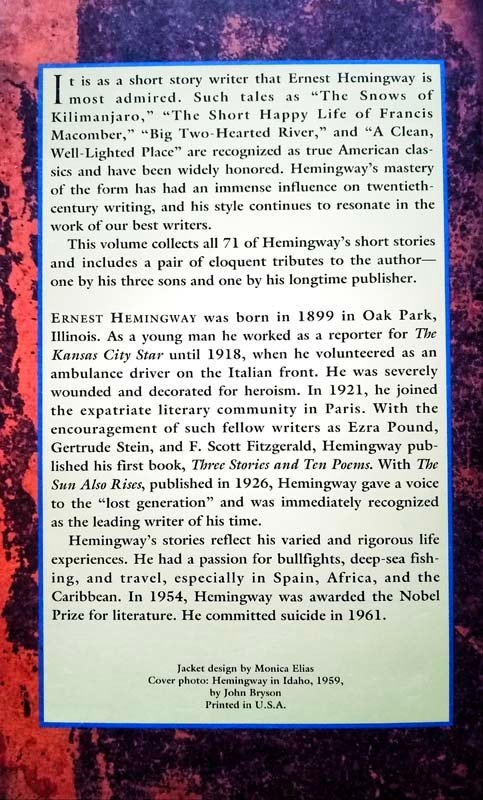 It is as a short story writer that Ernest Hemingway is
most admired. Such tales as “The Snows of
Kilimanjaro,” “The Short Happy Life of Francis
Macomber,” “Big Two-Hearted River,” and “A Clean,
Well-Lighted Place” are recognized as true American clas-
sics and have been widely honored. Hemingway’s mastery
of the form has had an immense influence on twentieth-
century writing, and his style continues to resonate in the
work of our best writers.
This volume collects all 71 of Hemingway’s short stories
and includes a pair of eloquent tributes to the author—
one by his three sons and one by his longtime publisher.
ERNEST HEMINGWAY was born in 1899 in Oak Park,
Illinois. As a young man he worked as a reporter for The
Kansas City Star until 1918, when he volunteered as an
ambulance driver on the Italian front. He was severely
wounded and decorated for heroism. In 1921, he joined
the expatriate literary community in Paris. With the
encouragement of such fellow writers as Ezra Pound,
Gertrude Stein, and F. Scott Fitzgerald, Hemingway pub-
lished his first book, Three Stories and Ten Poems. With The
Sun Also Rises, published in 1926, Hemingway gave a voice
to the “lost generation” and was immediately recognized
as the leading writer of his time.
Hemingway’s stories reflect his varied and rigorous life
experiences. He had a passion for bullfights, deep-sea fish-
ing, and travel, especially in Spain, Africa, and the
Caribbean. In 1954, Hemingway was awarded the Nobel
Prize for literature. He committed suicide in 1961.
Jacket design by Monica Elias
Cover photo: Hemingway in Idaho, 1959,
by John Bryson
Printed in U.S.A.